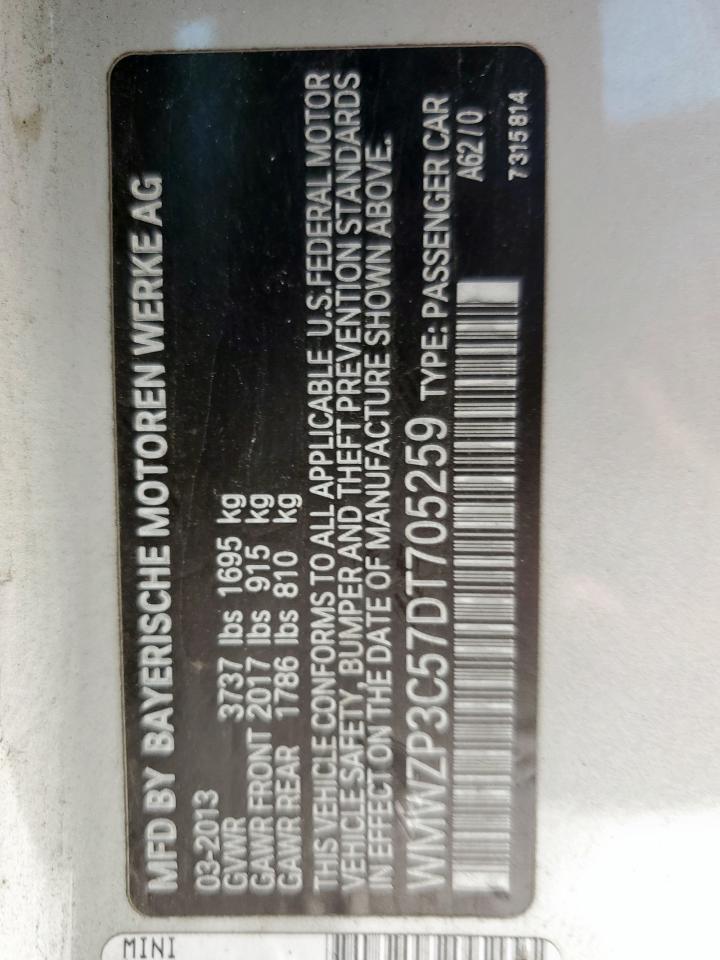 MFD BY BAYERISCHE MOTOREN WERKE AG
03-2013
GVWR 3737 lbs 1695 kg
GAWR FRONT 2017 lbs 915 kg
GAWR REAR 1786 lbs 810 kg
THIS VEHICLE CONFORMS TO ALL APPLICABLE U.S.FEDERAL MOTOR
VEHICLE SAFETY, BUMPER AND THEFT PREVENTION STANDARDS
IN EFFECT ON THE DATE OF MANUFACTURE SHOWN ABOVE.
WMWZP3C57DT705259 TYPE: PASSENGER CAR
A62/0
7315814
MINI